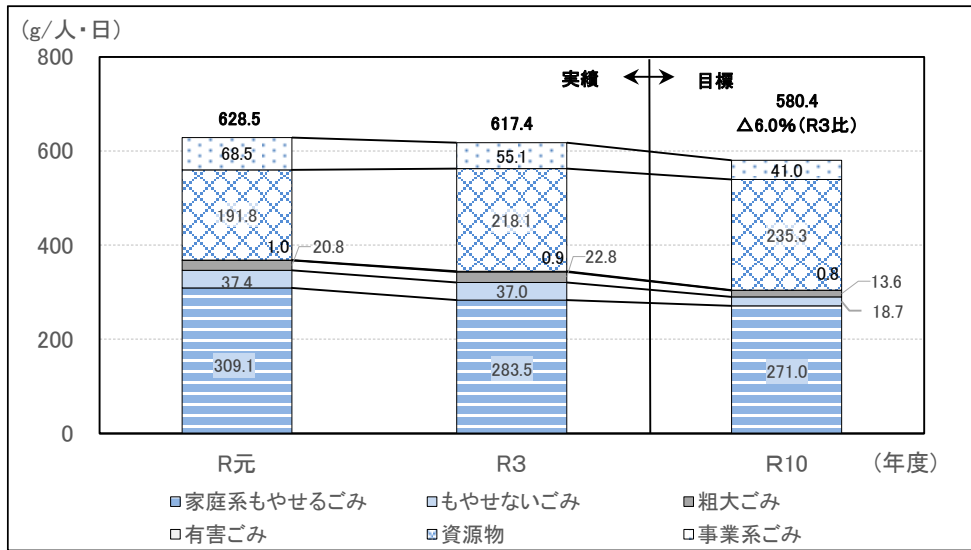 (g/人・日)
800
600
400
200
0
実績
目標
628.5
617.4
580.4
△6.0%(R3比)
68.5
55.1
41.0
191.8
218.1
235.3
1.0
20.8
0.9
22.8
0.8
13.6
37.4
37.0
18.7
309.1
283.5
271.0
R元
R3
R10
(年度)
家庭系もやせるごみ
もやせないごみ
粗大ごみ
有害ごみ
資源物
事業系ごみ